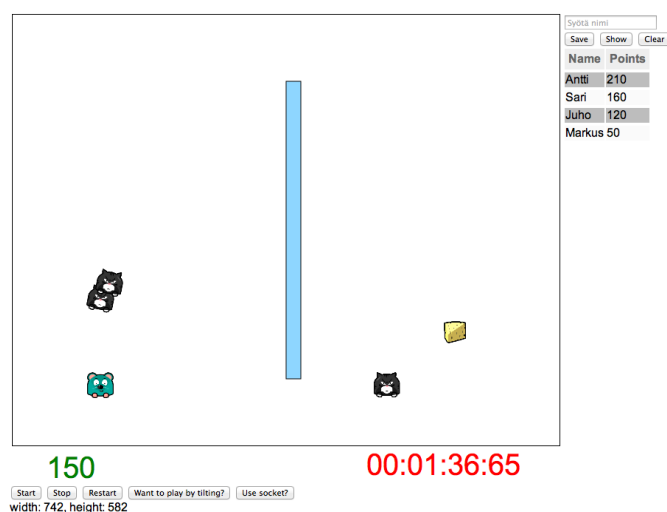 Syötä nimi
Save Show Clear
Name Points
Antti 210
Sari 160
Juho 120
Markus 50
150 00:01:36:65
Start Stop Restart Want to play by tilting? Use socket?
width: 742, height: 582